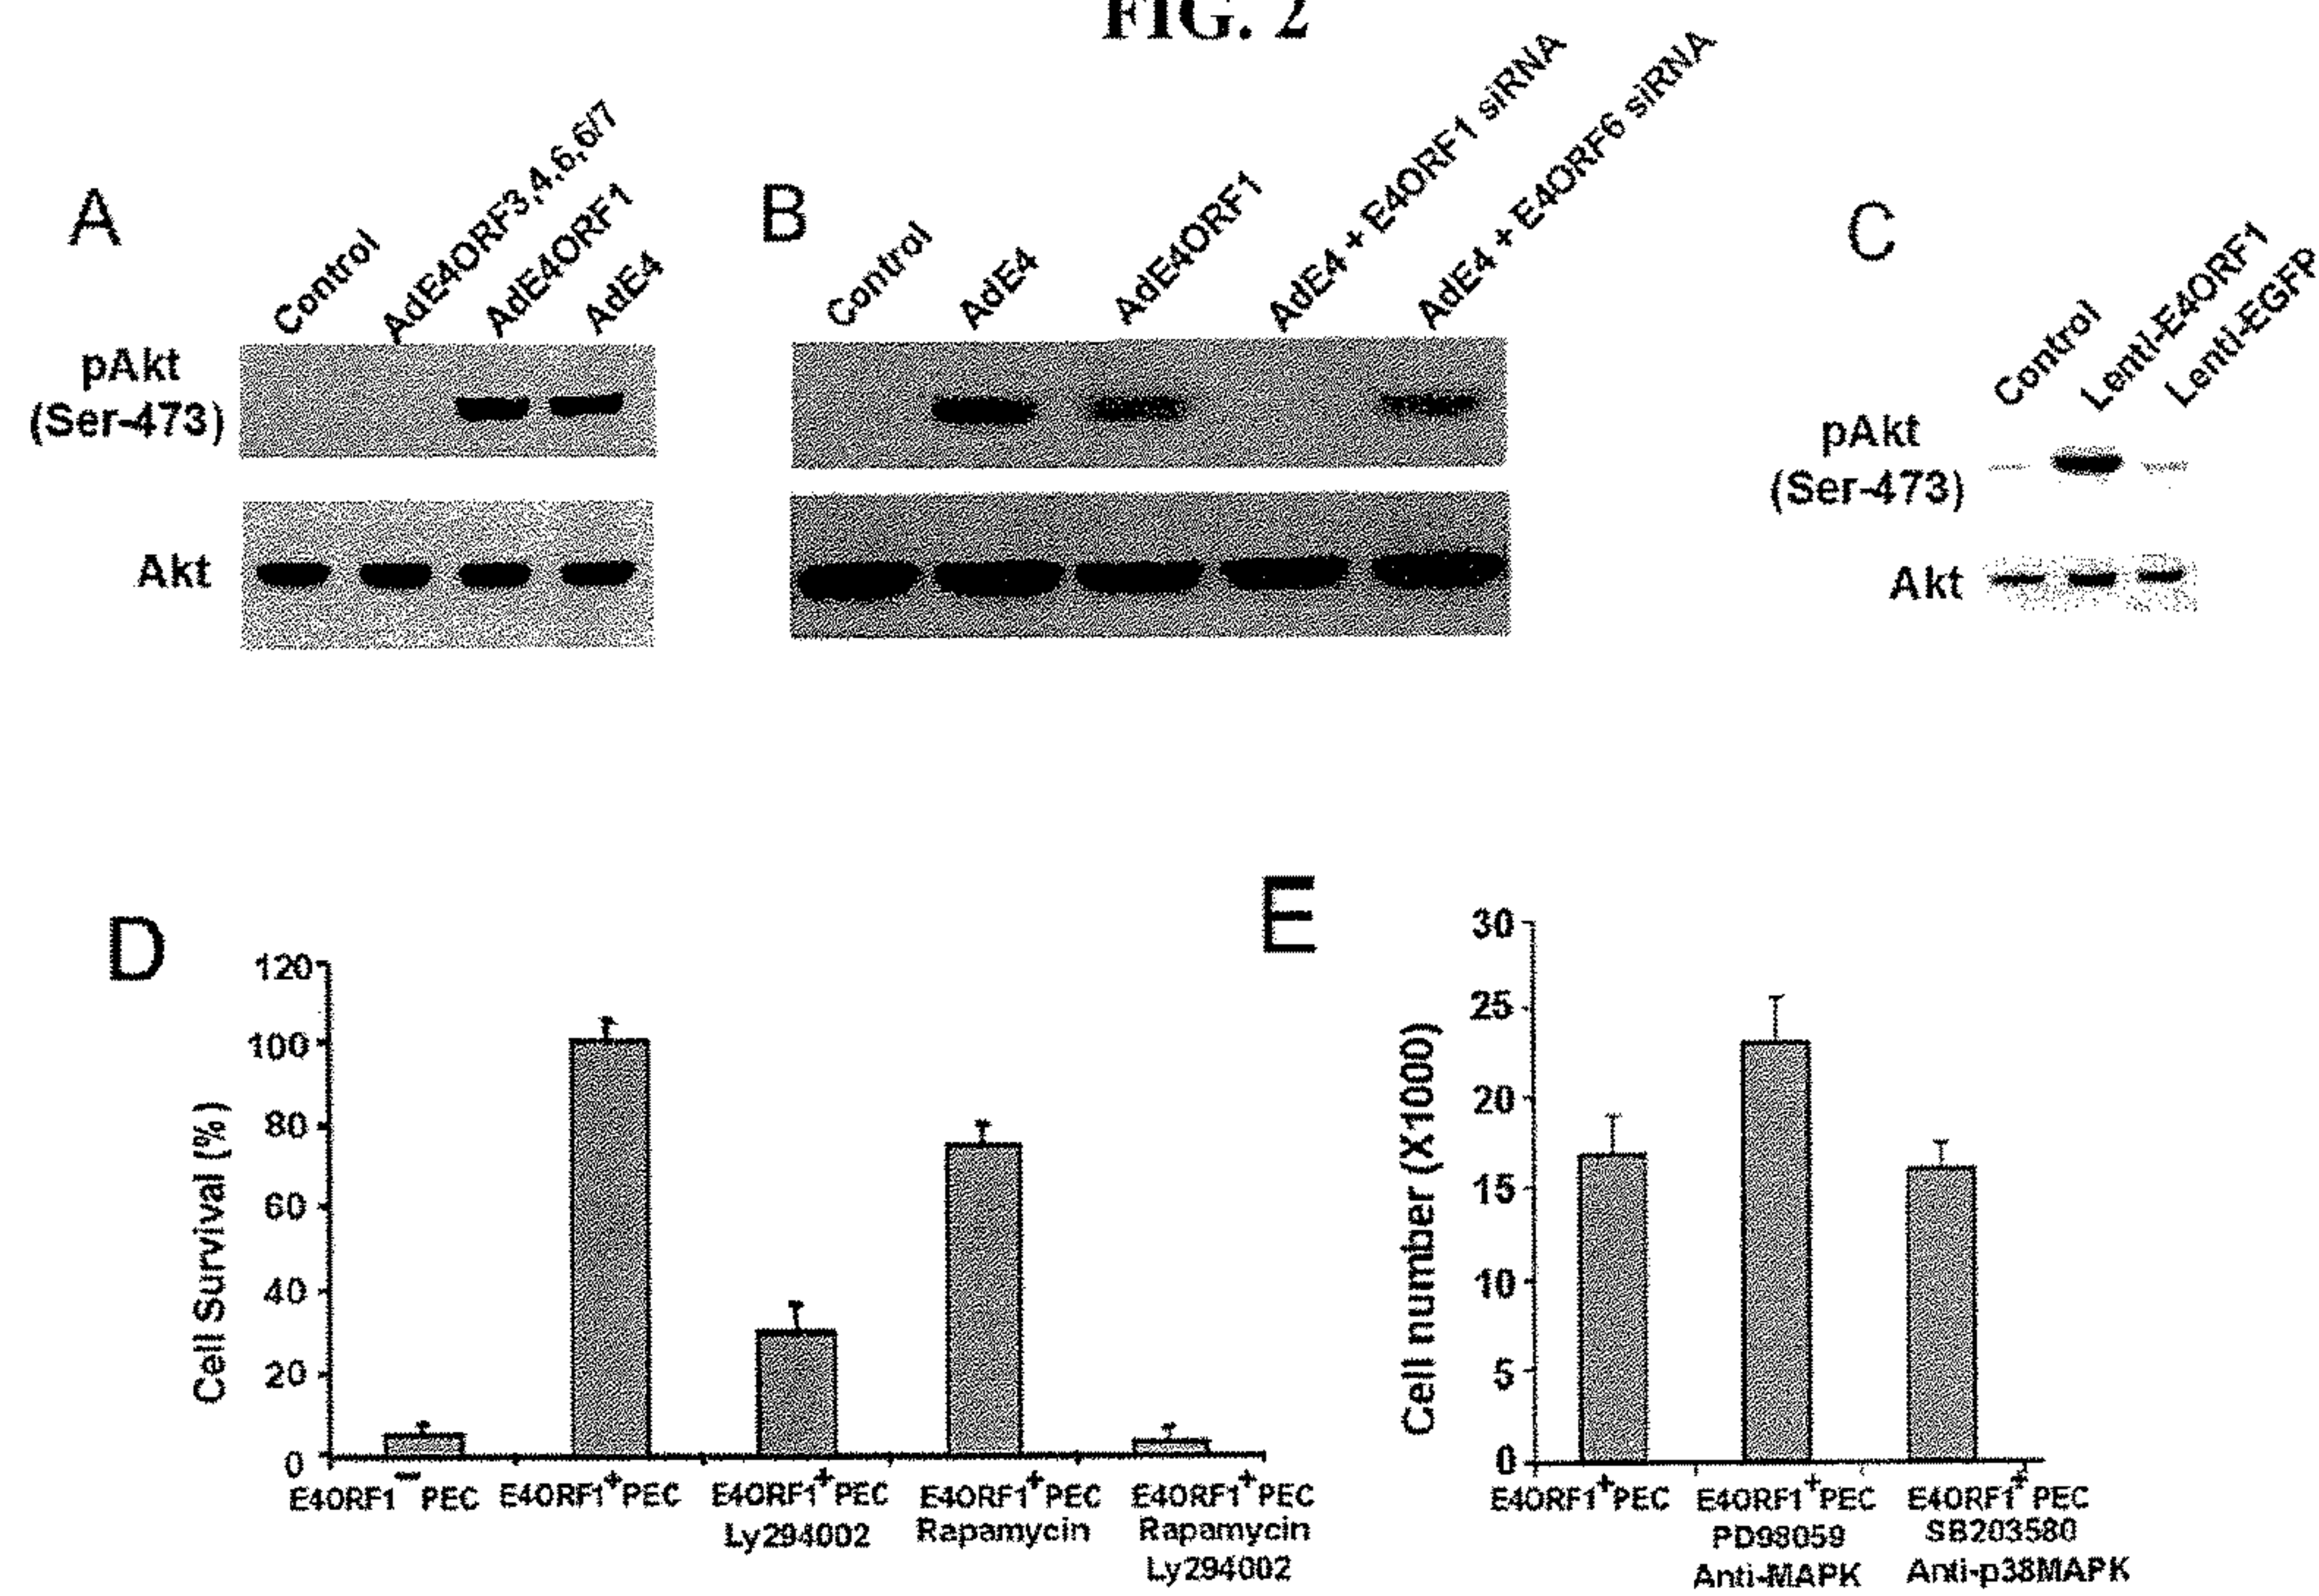 FIG. 2
A
Control
AdE4ORF3,4,6,6/7
AdE4ORF1
AdE4
pAkt
(Ser-473)
Akt
B
Control
AdE4
AdE4ORF1
AdE4 + E4ORF1 siRNA
AdE4 + E4ORF6 siRNA
C
Control
Lenti-E4ORF1
Lenti-EGFP
pAkt
(Ser-473)
Akt
D
Cell Survival (%)
120
100
80
60
40
20
0
E4ORF1⁻ PEC
E4ORF1⁺PEC
E4ORF1⁺PEC
Ly294002
E4ORF1⁺PEC
Rapamycin
E4ORF1⁺PEC
Rapamycin
Ly294002
E
Cell number (X1000)
30
25
20
15
10
5
0
E4ORF1⁺PEC
E4ORF1⁺PEC
PD98059
Anti-MAPK
E4ORF1⁺PEC
SB203580
Anti-p38MAPK